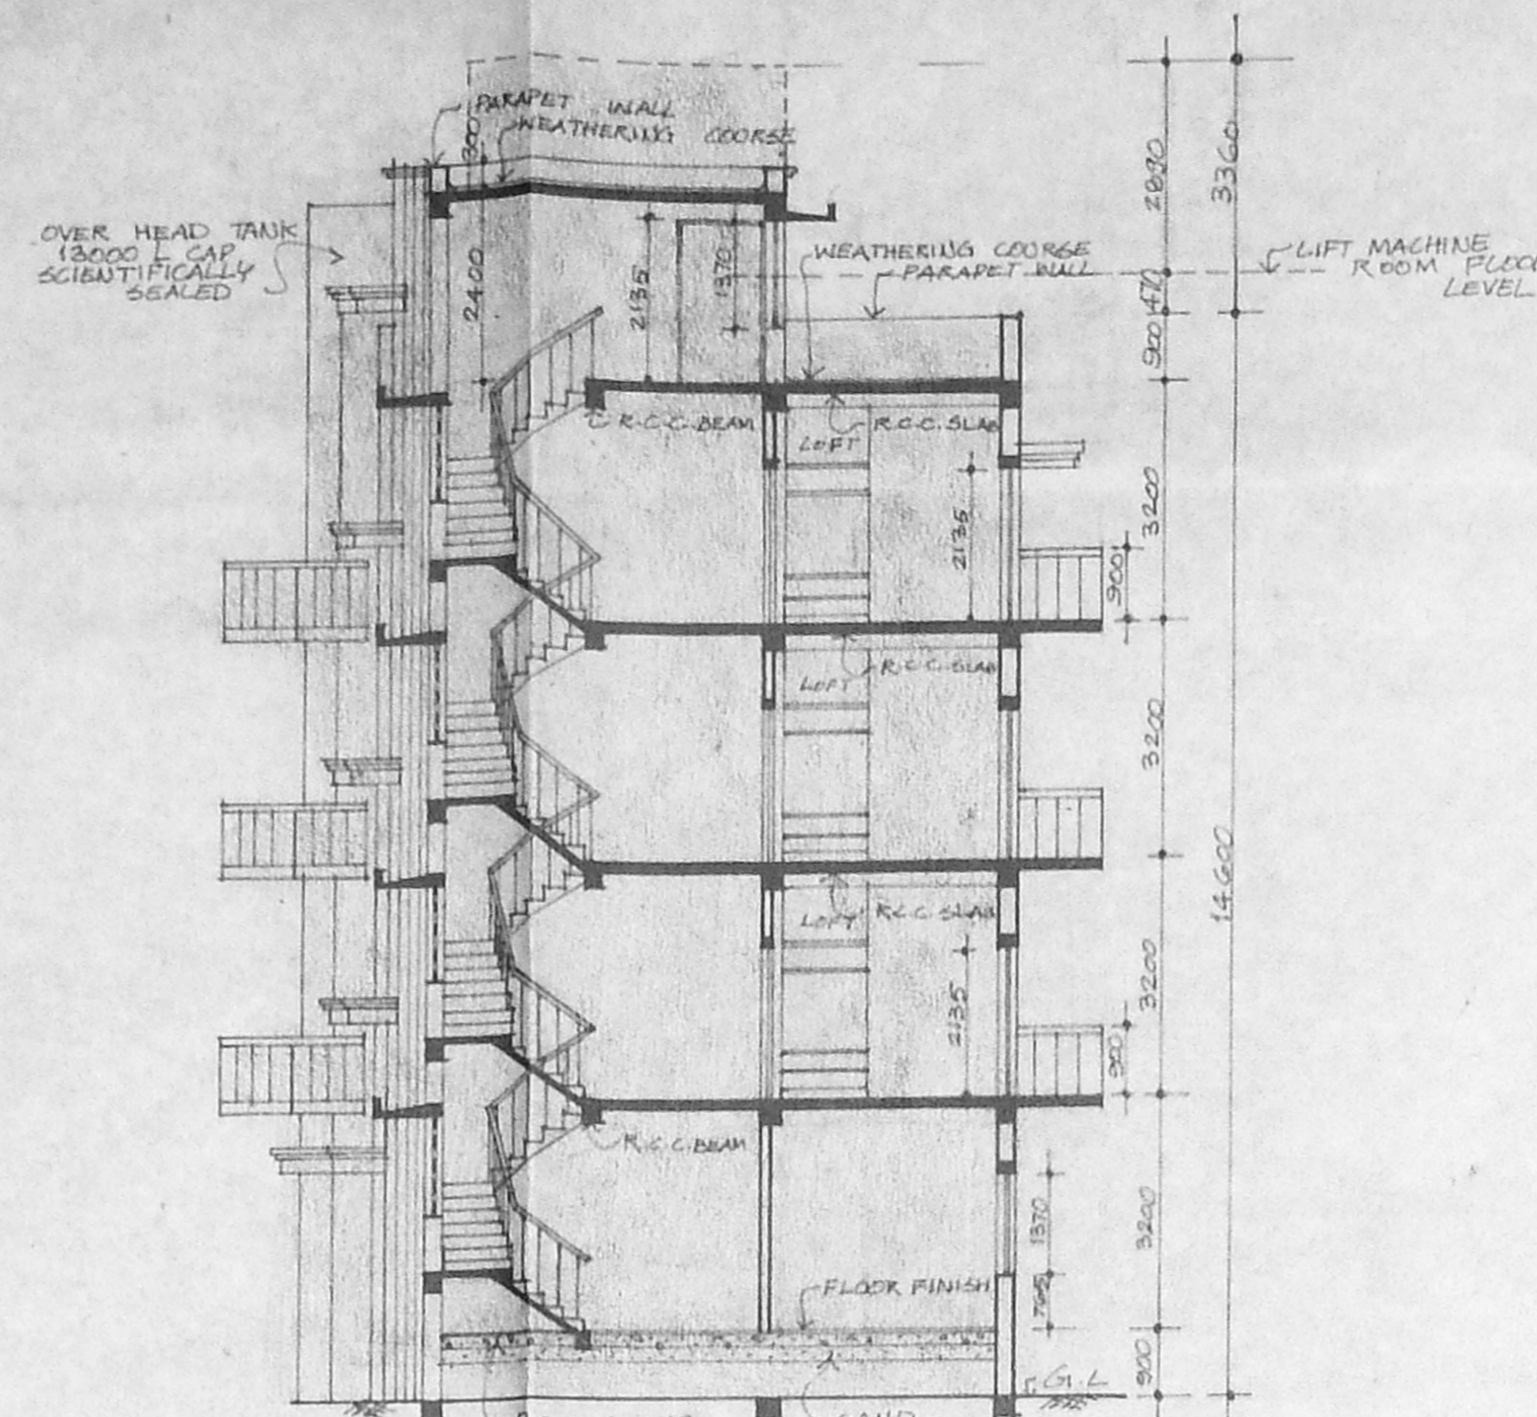 PARAPET WALL
WEATHERING COURSE
300
2890
3360
OVER HEAD TANK
13000 L CAP
SCIENTIFICALLY
SEALED
2400
2135
1370
WEATHERING COURSE
PARAPET WALL
LIFT MACHINE
ROOM FLOO
LEVEL
470
900
R.C.C. BEAM
LOFT
R.C.C. SLAB
2135
3200
900
LOFT
R.C.C. SLAB
3200
14600
LOFT
R.C.C. SLAB
2135
3200
900
R.C.C. BEAM
1370
3200
FLOOR FINISH
765
900
G.L